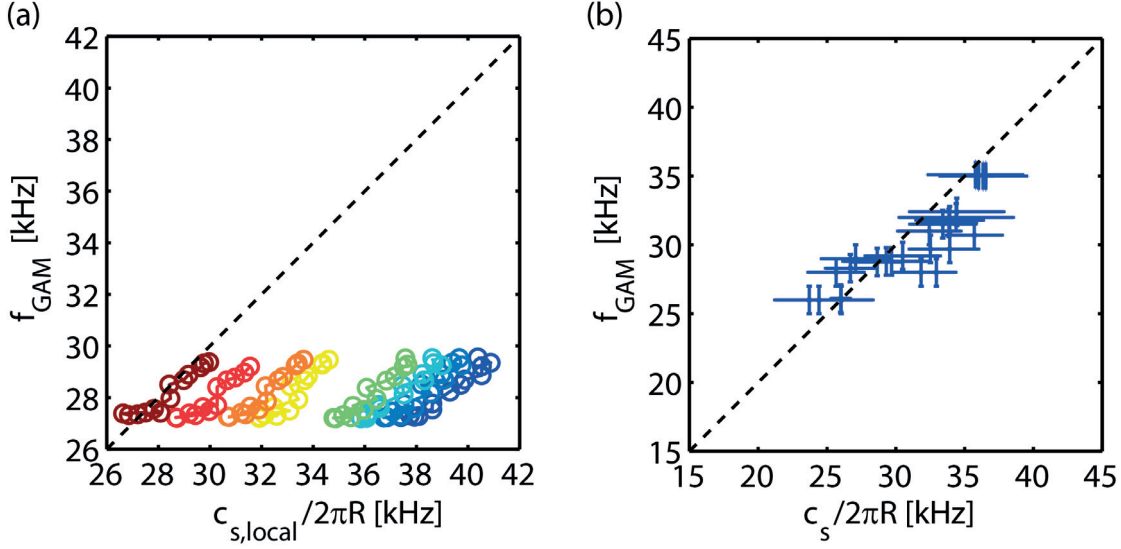 (a)
42
40
38
36
34
32
30
28
26
f_GAM [kHz]
26 28 30 32 34 36 38 40 42
c_s,local/2πR [kHz]
(b)
45
40
35
30
25
20
15
f_GAM [kHz]
15 20 25 30 35 40 45
c_s/2πR [kHz]